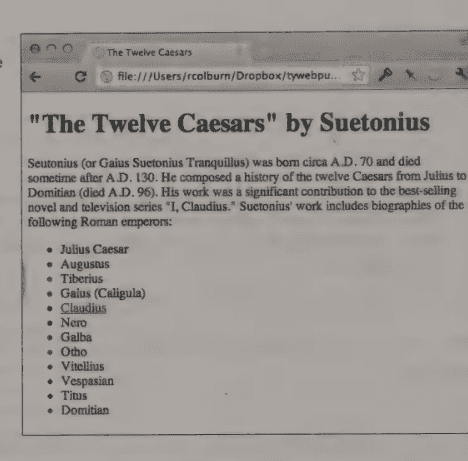 The Twelve Caesars
file:///Users/rcolburn/Dropbox/tywebpu...
"The Twelve Caesars" by Suetonius
Seutonius (or Gaius Suetonius Tranquillus) was born circa A.D. 70 and died
sometime after A.D. 130. He composed a history of the twelve Caesars from Julius to
Domitian (died A.D. 96). His work was a significant contribution to the best-selling
novel and television series "I, Claudius." Suetonius' work includes biographies of the
following Roman emperors:
• Julius Caesar
• Augustus
• Tiberius
• Gaius (Caligula)
• Claudius
• Nero
• Galba
• Otho
• Vitellius
• Vespasian
• Titus
• Domitian